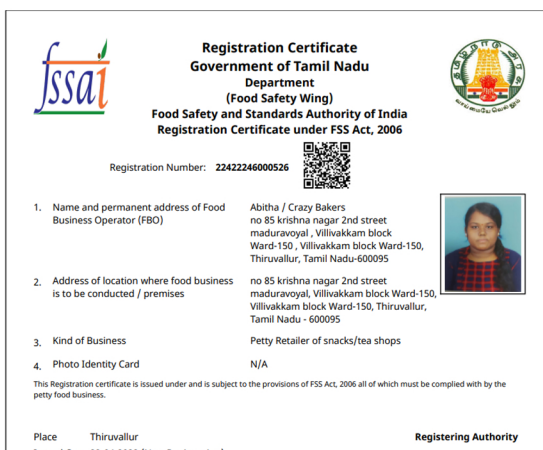 fssai
Registration Certificate
Government of Tamil Nadu
Department
(Food Safety Wing)
Food Safety and Standards Authority of India
Registration Certificate under FSS Act, 2006
Registration Number: 22422246000526
1. Name and permanent address of Food
Business Operator (FBO)
Abitha / Crazy Bakers
no 85 krishna nagar 2nd street
maduravoyal , Villivakkam block
Ward-150 , Villivakkam block Ward-150,
Thiruvallur, Tamil Nadu-600095
2. Address of location where food business
is to be conducted / premises
no 85 krishna nagar 2nd street
maduravoyal, Villivakkam block Ward-150,
Villivakkam block Ward-150, Thiruvallur,
Tamil Nadu - 600095
3. Kind of Business
Petty Retailer of snacks/tea shops
4. Photo Identity Card
N/A
This Registration certificate is issued under and is subject to the provisions of FSS Act, 2006 all of which must be complied with by the
petty food business.
Place Thiruvallur
Registering Authority